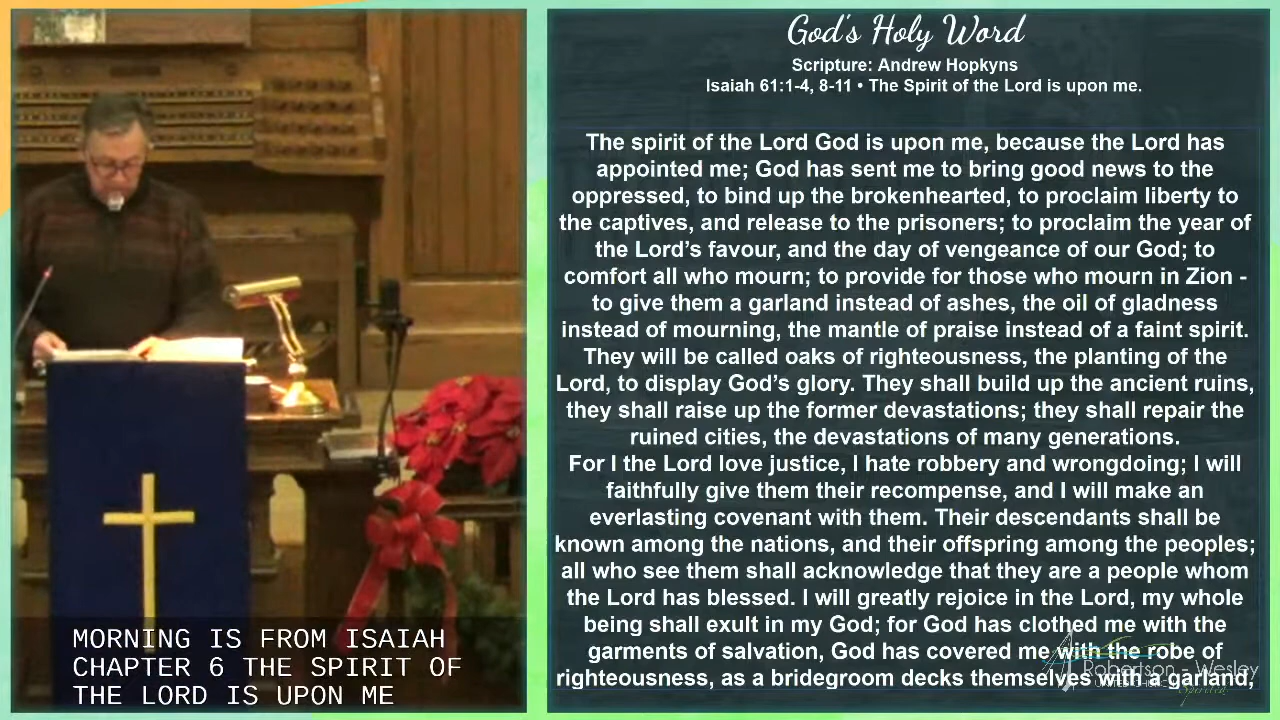 God's Holy Word
Scripture: Andrew Hopkyns
Isaiah 61:1-4, 8-11 • The Spirit of the Lord is upon me.
The spirit of the Lord God is upon me, because the Lord has
appointed me; God has sent me to bring good news to the
oppressed, to bind up the brokenhearted, to proclaim liberty to
the captives, and release to the prisoners; to proclaim the year of
the Lord’s favour, and the day of vengeance of our God; to
comfort all who mourn; to provide for those who mourn in Zion -
to give them a garland instead of ashes, the oil of gladness
instead of mourning, the mantle of praise instead of a faint spirit.
They will be called oaks of righteousness, the planting of the
Lord, to display God’s glory. They shall build up the ancient ruins,
they shall raise up the former devastations; they shall repair the
ruined cities, the devastations of many generations.
For I the Lord love justice, I hate robbery and wrongdoing; I will
faithfully give them their recompense, and I will make an
everlasting covenant with them. Their descendants shall be
known among the nations, and their offspring among the peoples;
all who see them shall acknowledge that they are a people whom
the Lord has blessed. I will greatly rejoice in the Lord, my whole
being shall exult in my God; for God has clothed me with the
garments of salvation, God has covered me with the robe of
righteousness, as a bridegroom decks themselves with a garland,
Robertson - Wesley
UNITED CHURCH
Spirited.
MORNING IS FROM ISAIAH
CHAPTER 6 THE SPIRIT OF
THE LORD IS UPON ME